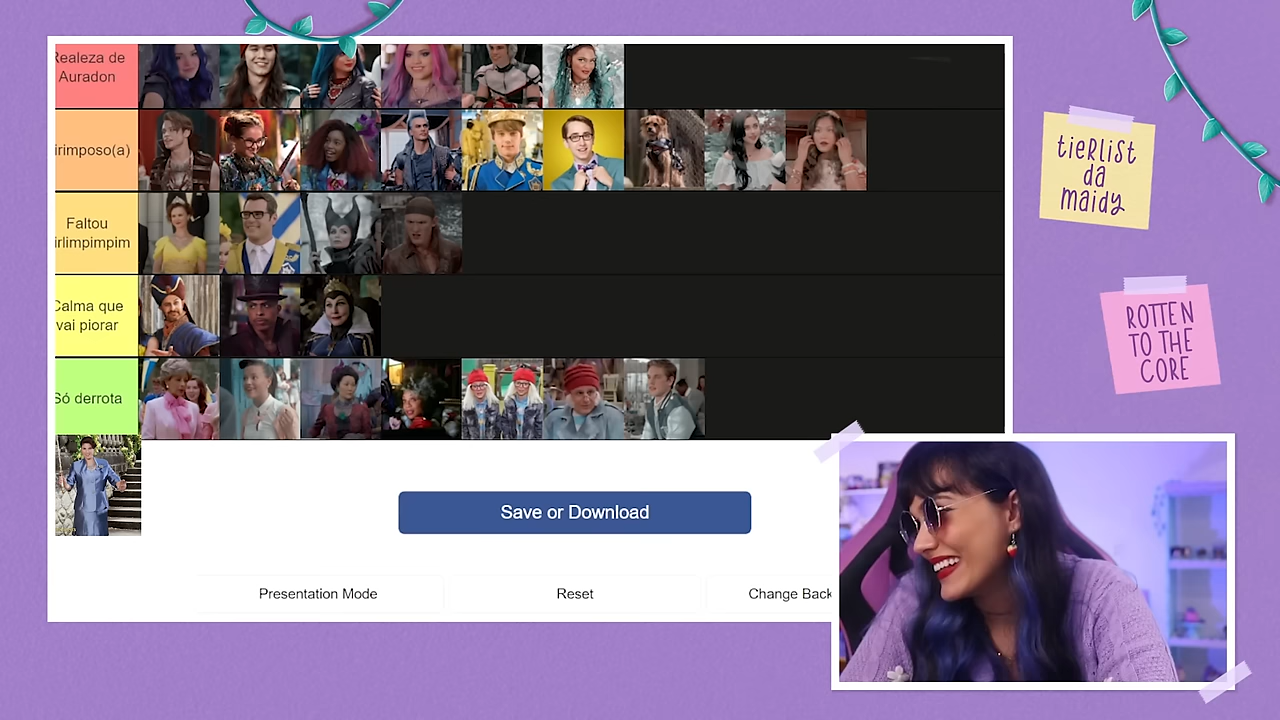 Realeza de
Auradon
irimposo(a)
Faltou
irlimpimpim
Calma que
vai piorar
Só derrota
Save or Download
Presentation Mode
Reset
Change Back
tierlist
da
maidy
ROTTEN
TO THE
CORE